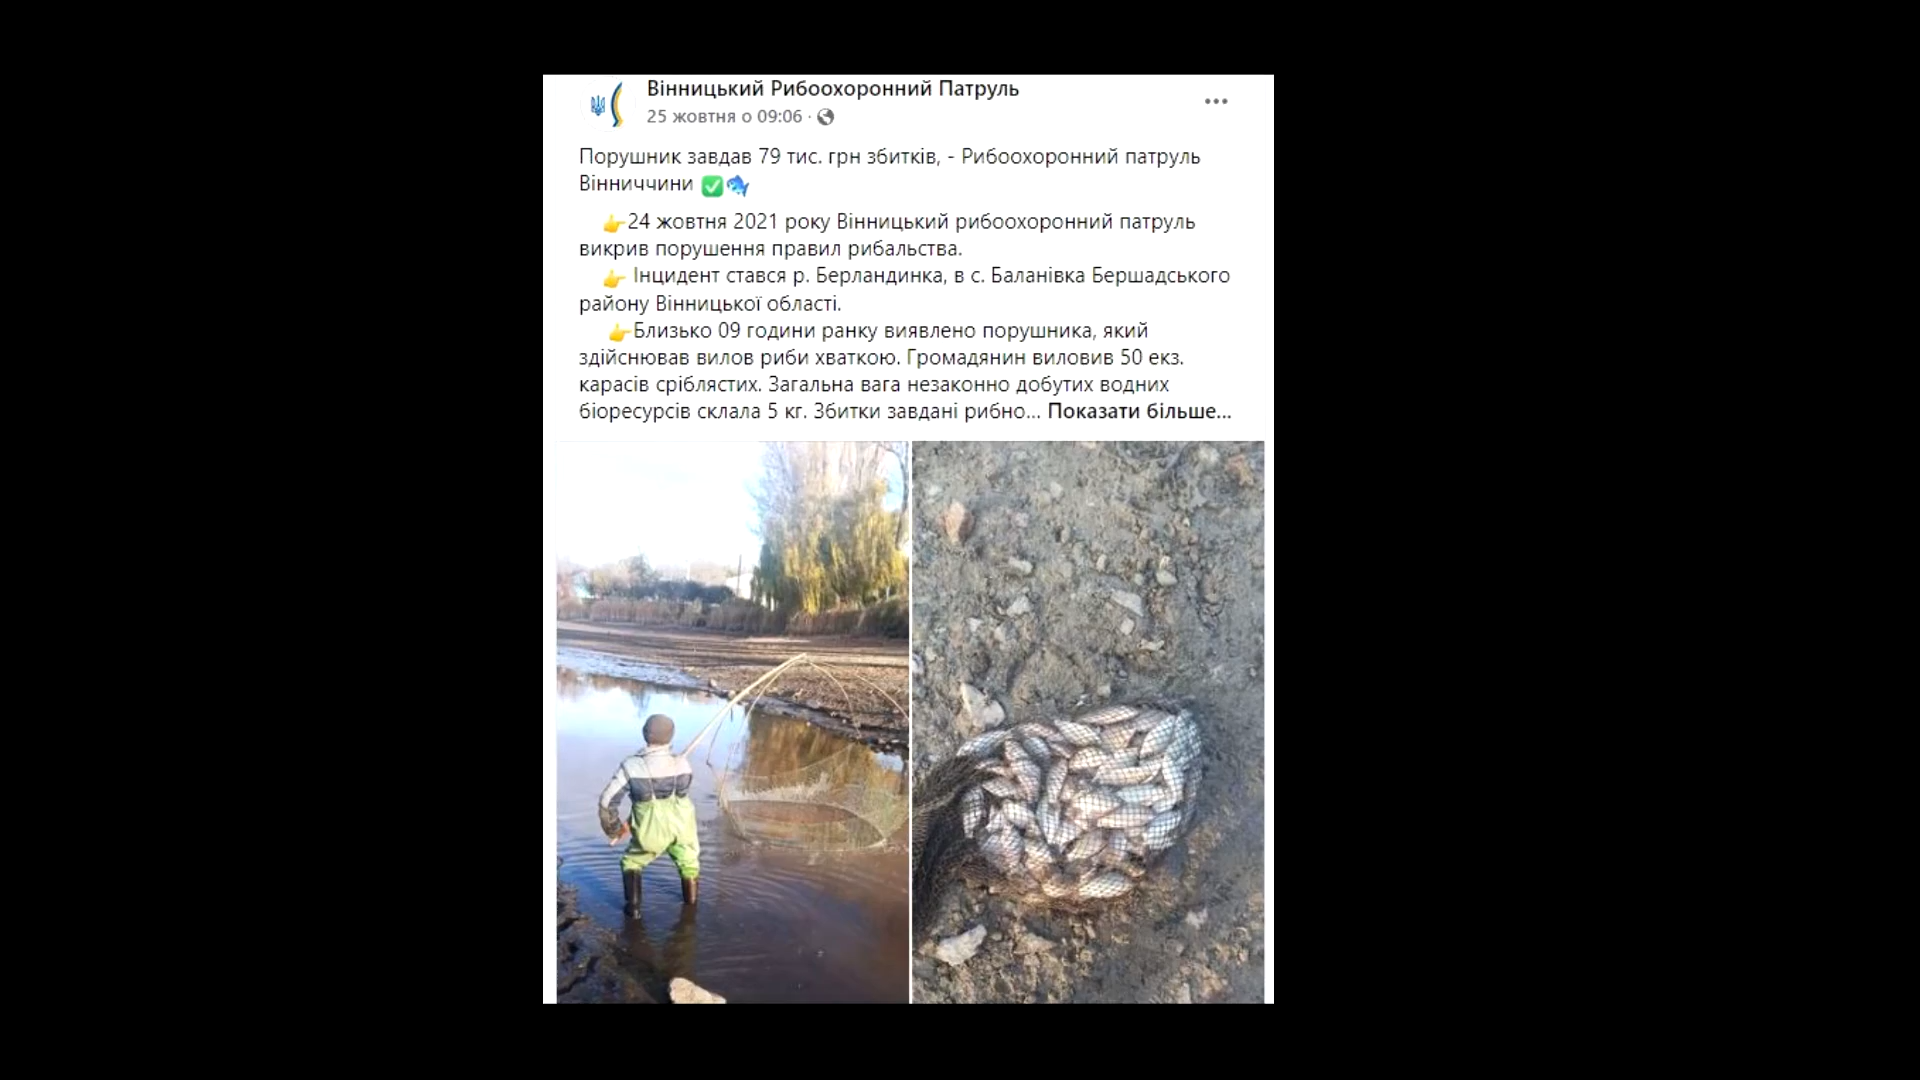 Вінницький Рибоохоронний Патруль
25 жовтня о 09:06 ·
Порушник завдав 79 тис. грн збитків, - Рибоохоронний патруль
Вінниччини ✅🐟
👉24 жовтня 2021 року Вінницький рибоохоронний патруль
викрив порушення правил рибальства.
👉 Інцидент стався р. Берландинка, в с. Баланівка Бершадського
району Вінницької області.
👉Близько 09 години ранку виявлено порушника, який
здійснював вилов риби хваткою. Громадянин виловив 50 екз.
карасів сріблястих. Загальна вага незаконно добутих водних
біоресурсів склала 5 кг. Збитки завдані рибно... Показати більше...